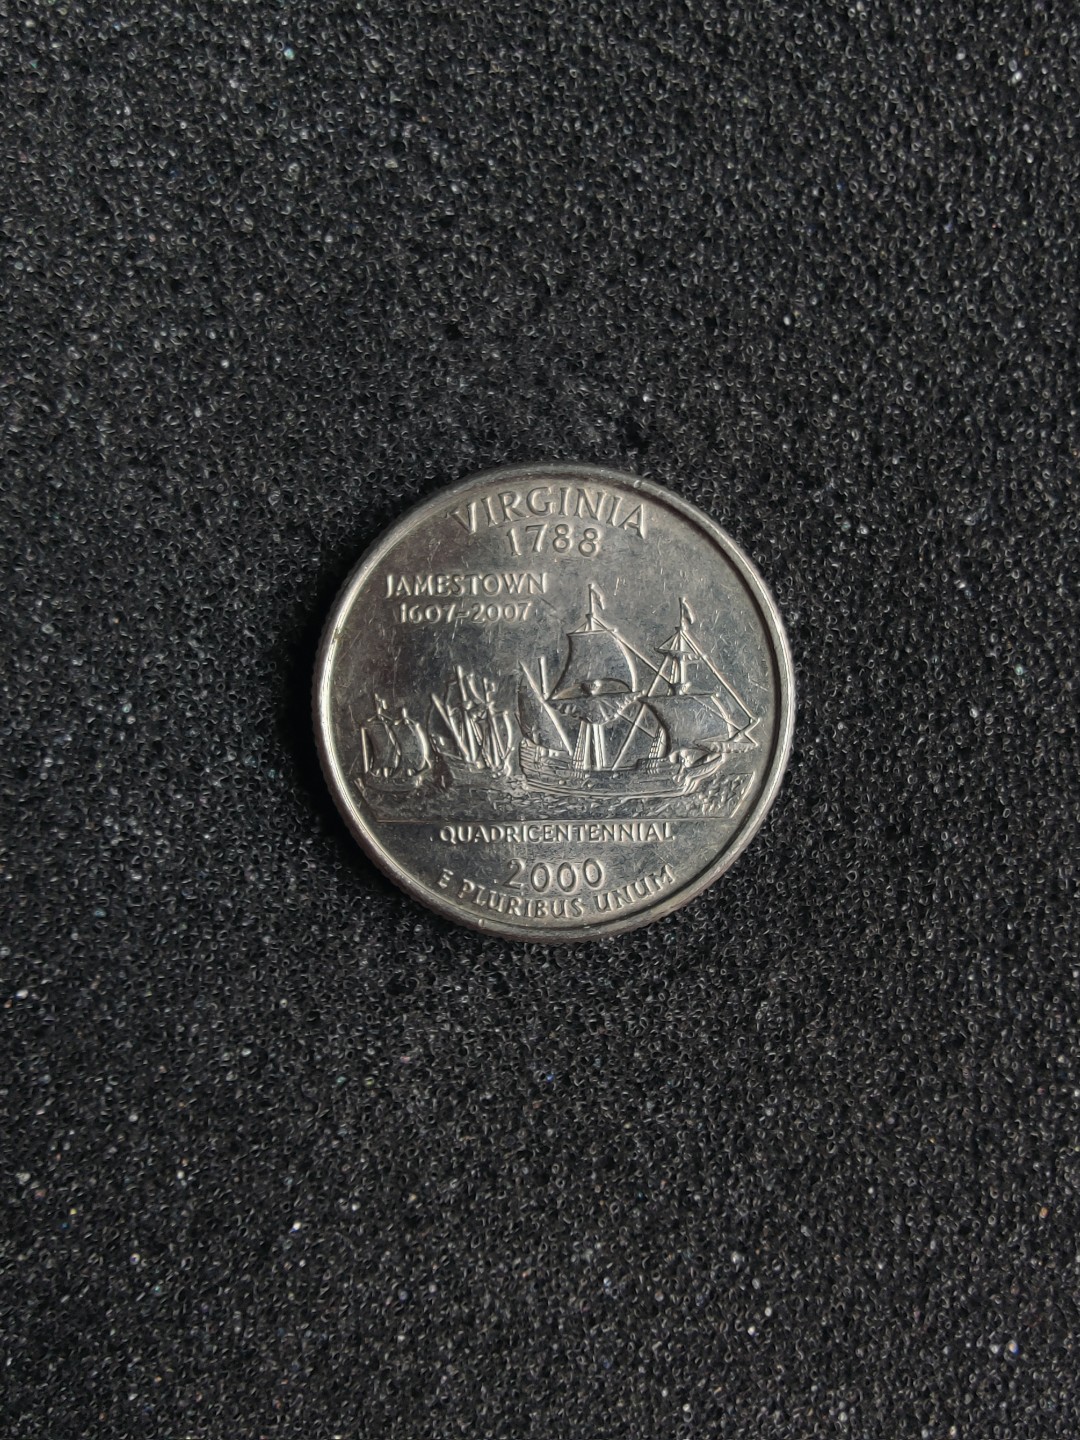 VIRGINIA
1788
JAMESTOWN
1607-2007
QUADRICENTENNIAL
2000
E PLURIBUS UNUM